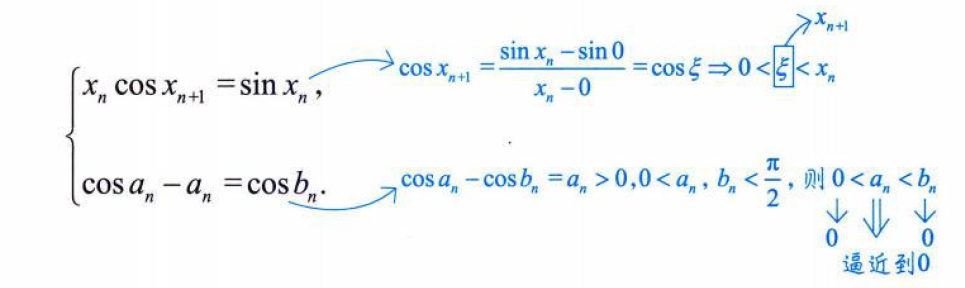 x_{n+1}
cos x_{n+1} = \frac{sin x_n - sin 0}{x_n - 0} = cos ξ ⇒ 0 < ξ < x_n
{ x_n cos x_{n+1} = sin x_n ,
cos a_n - a_n = cos b_n .
cos a_n - cos b_n = a_n > 0, 0 < a_n , b_n < \frac{π}{2} , 则 0 < a_n < b_n
↓ ⇓ ↓
0 0
逼近到0